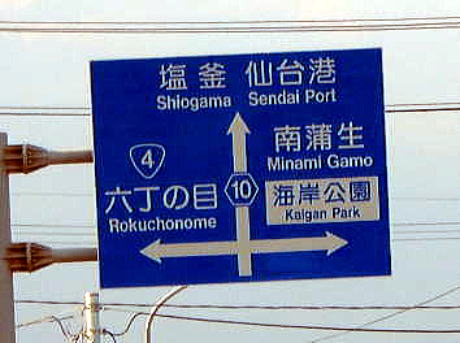 塩釜 仙台港
Shiogama Sendai Port
南蒲生
Minami Gamo
4
六丁の目
Rokuchonome
10
海岸公園
Kaigan Park